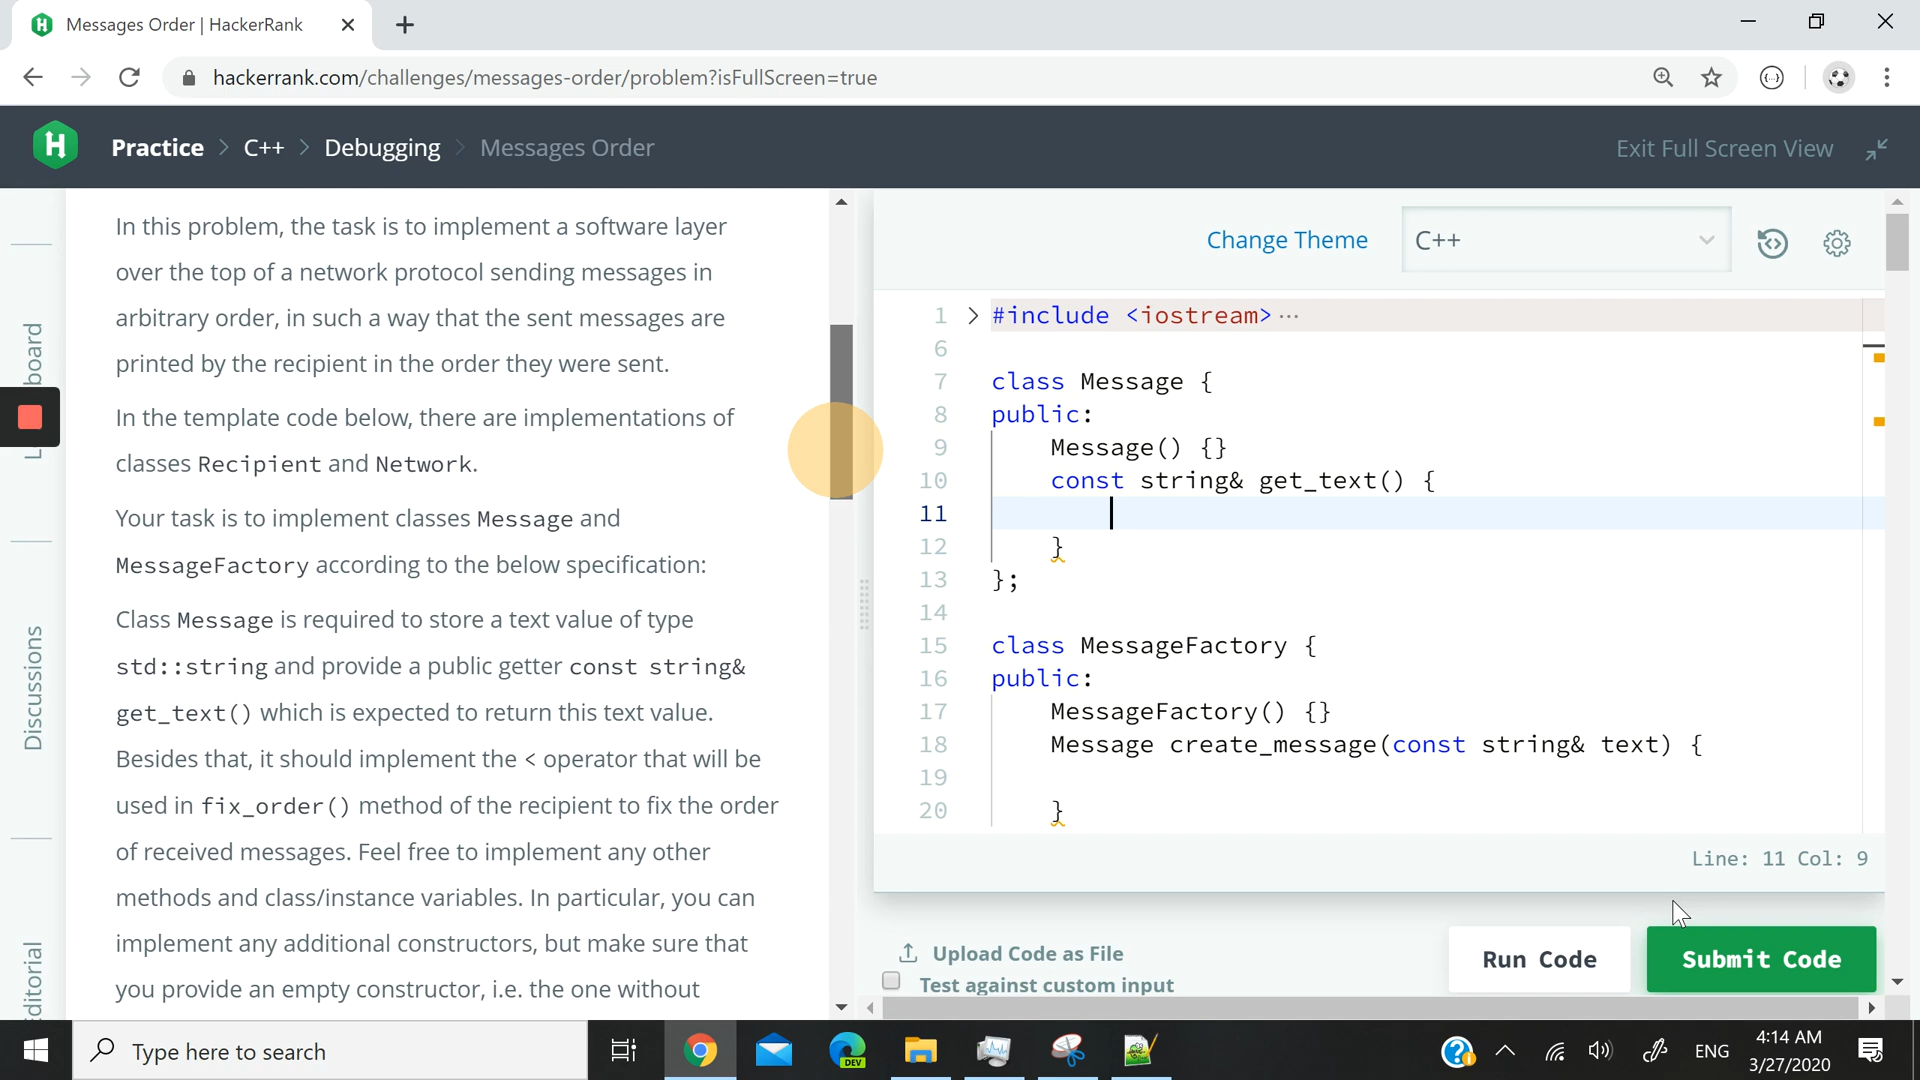 Messages Order | HackerRank
hackerrank.com/challenges/messages-order/problem?isFullScreen=true
H
Practice > C++ > Debugging > Messages Order
Exit Full Screen View
board
Discussions
ditorial
In this problem, the task is to implement a software layer
over the top of a network protocol sending messages in
arbitrary order, in such a way that the sent messages are
printed by the recipient in the order they were sent.
In the template code below, there are implementations of
classes Recipient and Network.
Your task is to implement classes Message and
MessageFactory according to the below specification:
Class Message is required to store a text value of type
std::string and provide a public getter const string&
get_text() which is expected to return this text value.
Besides that, it should implement the < operator that will be
used in fix_order() method of the recipient to fix the order
of received messages. Feel free to implement any other
methods and class/instance variables. In particular, you can
implement any additional constructors, but make sure that
you provide an empty constructor, i.e. the one without
Change Theme
C++
1 #include <iostream>···
6
7 class Message {
8 public:
9 Message() {}
10 const string& get_text() {
11
12 }
13 };
14
15 class MessageFactory {
16 public:
17 MessageFactory() {}
18 Message create_message(const string& text) {
19
20 }
Line: 11 Col: 9
Upload Code as File
Test against custom input
Run Code
Submit Code
Type here to search
DEV
ENG
4:14 AM
3/27/2020